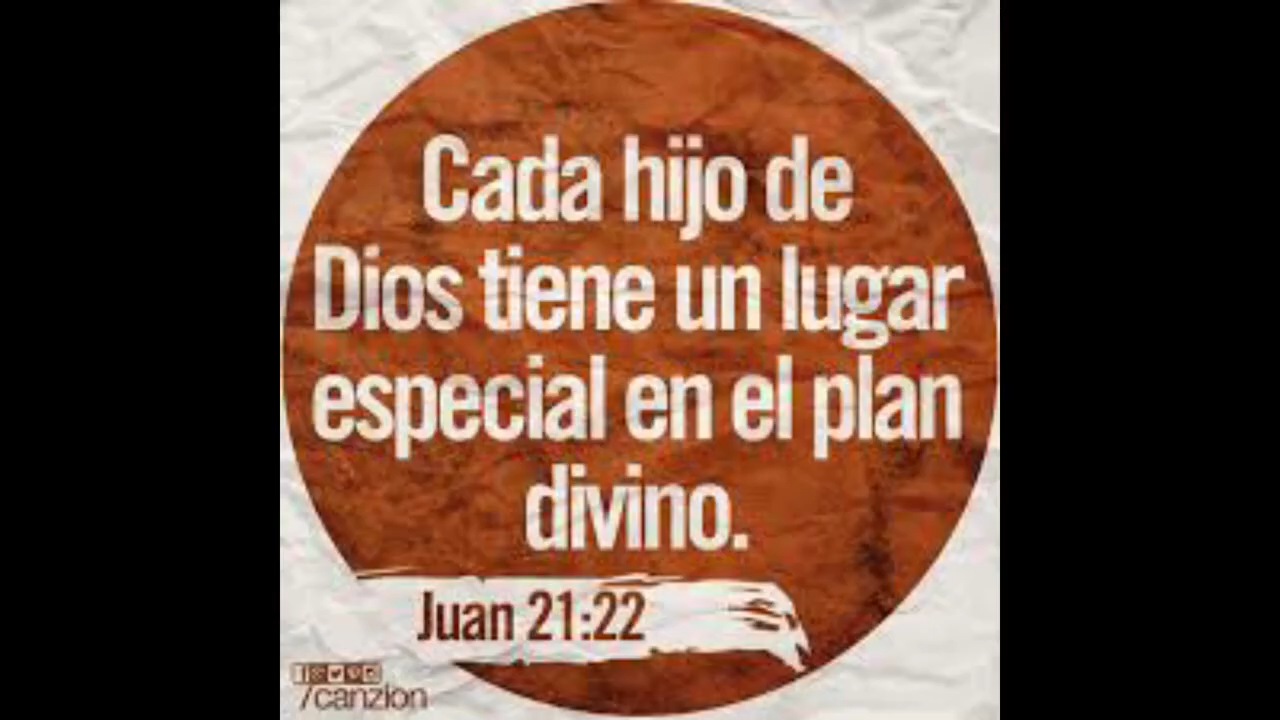 Cada hijo de
Dios tiene un lugar
especial en el plan
divino.
Juan 21:22
/canzion